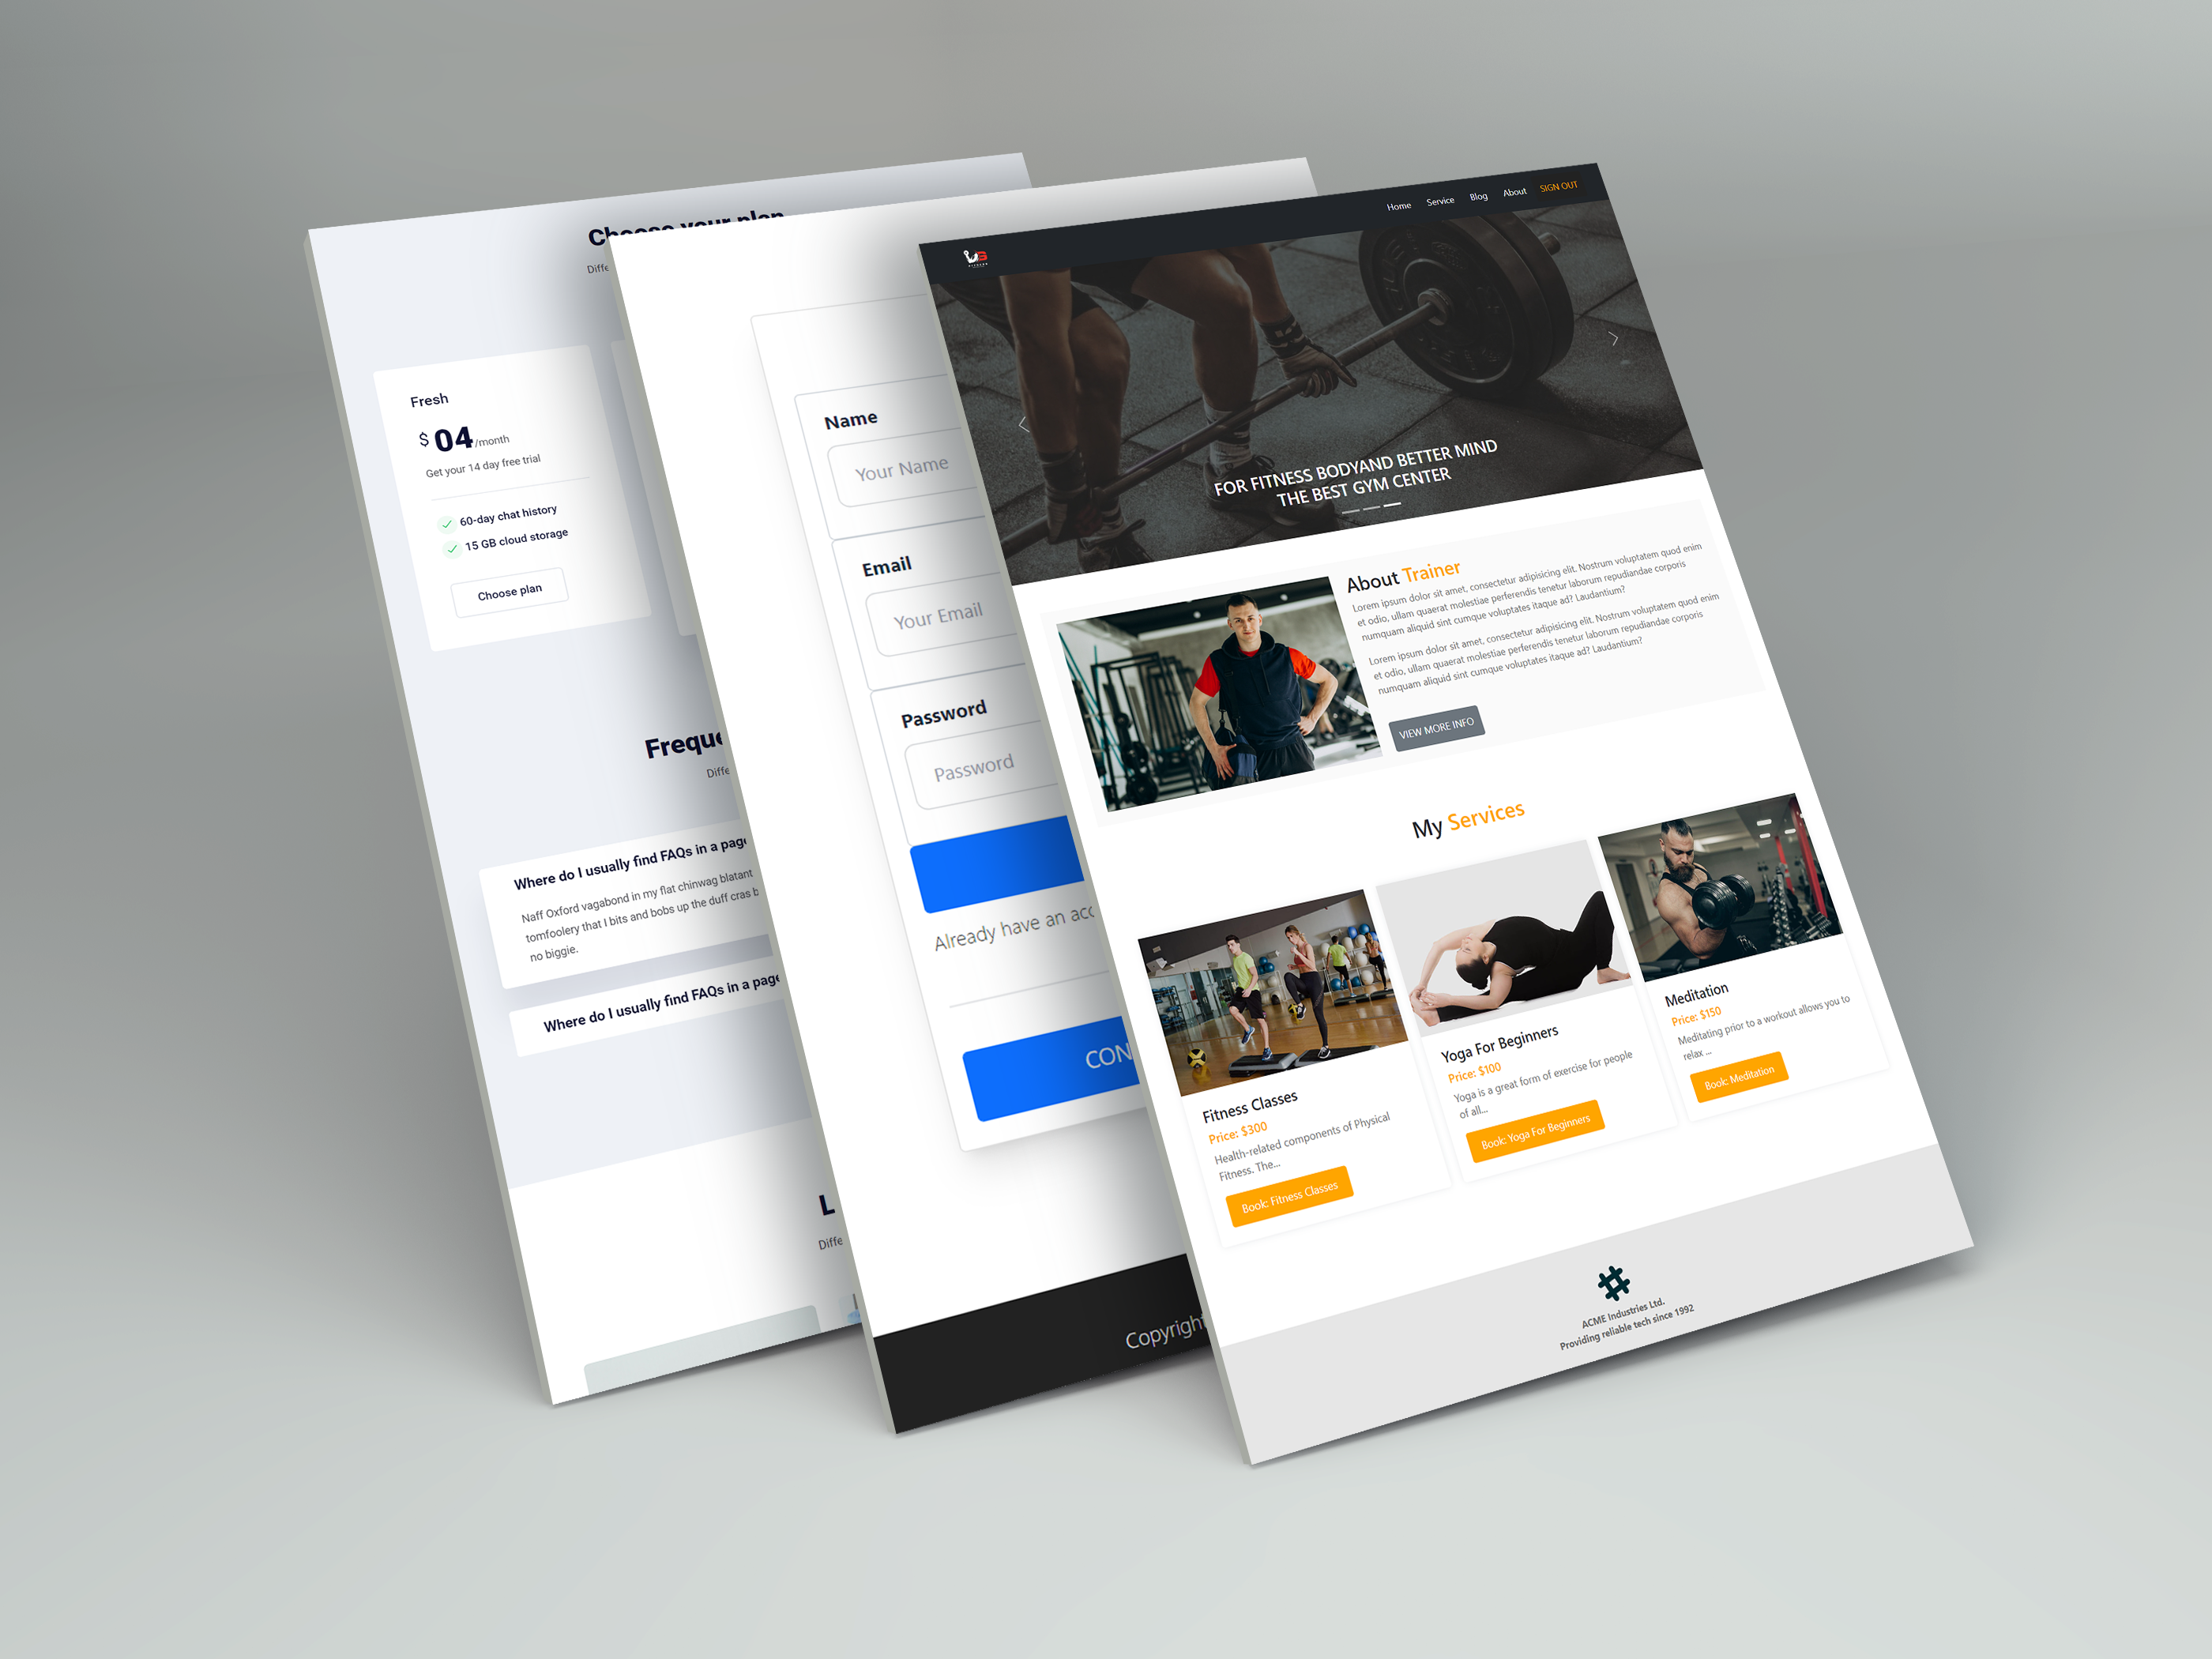 Choose your plan
Diffe
Fresh
$ 04 /month
Get your 14 day free trial
60-day chat history
15 GB cloud storage
Choose plan
Freque
Diffe
Where do I usually find FAQs in a page
Naff Oxford vagabond in my flat chinwag blatant
tomfoolery that I bits and bobs up the duff cras b
no biggie.
Where do I usually find FAQs in a page
L
Diffe
Name
Your Name
Email
Your Email
Password
Password
Already have an acc
CON
Copyright
Home Service Blog About SIGN OUT
FOR FITNESS BODYAND BETTER MIND
THE BEST GYM CENTER
About Trainer
Lorem ipsum dolor sit amet, consectetur adipisicing elit. Nostrum voluptatem quod enim
et odio, ullam quaerat molestiae perferendis tenetur laborum repudiandae corporis
numquam aliquid sint cumque voluptates itaque ad? Laudantium?
Lorem ipsum dolor sit amet, consectetur adipisicing elit. Nostrum voluptatem quod enim
et odio, ullam quaerat molestiae perferendis tenetur laborum repudiandae corporis
numquam aliquid sint cumque voluptates itaque ad? Laudantium?
VIEW MORE INFO
My Services
Fitness Classes
Price: $300
Health-related components of Physical
Fitness. The...
Book: Fitness Classes
Yoga For Beginners
Price: $100
Yoga is a great form of exercise for people
of all...
Book: Yoga For Beginners
Meditation
Price: $150
Meditating prior to a workout allows you to
relax ...
Book: Meditation
ACME Industries Ltd.
Providing reliable tech since 1992